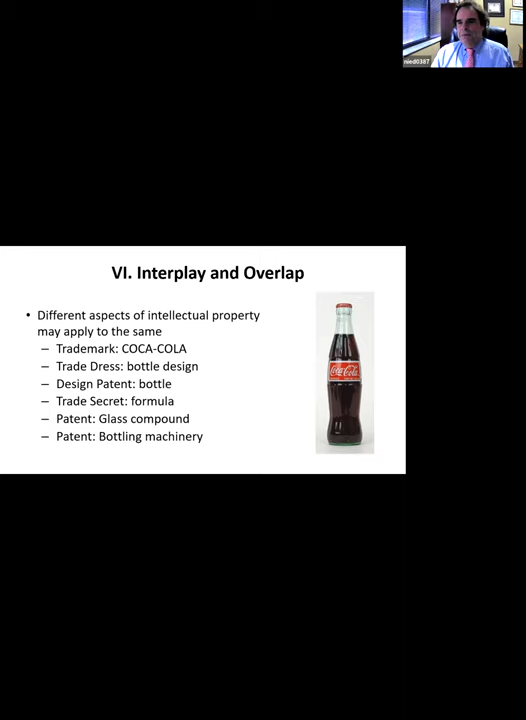 nied0387
VI. Interplay and Overlap
• Different aspects of intellectual property
may apply to the same
– Trademark: COCA-COLA
– Trade Dress: bottle design
– Design Patent: bottle
– Trade Secret: formula
– Patent: Glass compound
– Patent: Bottling machinery
Coca-Cola